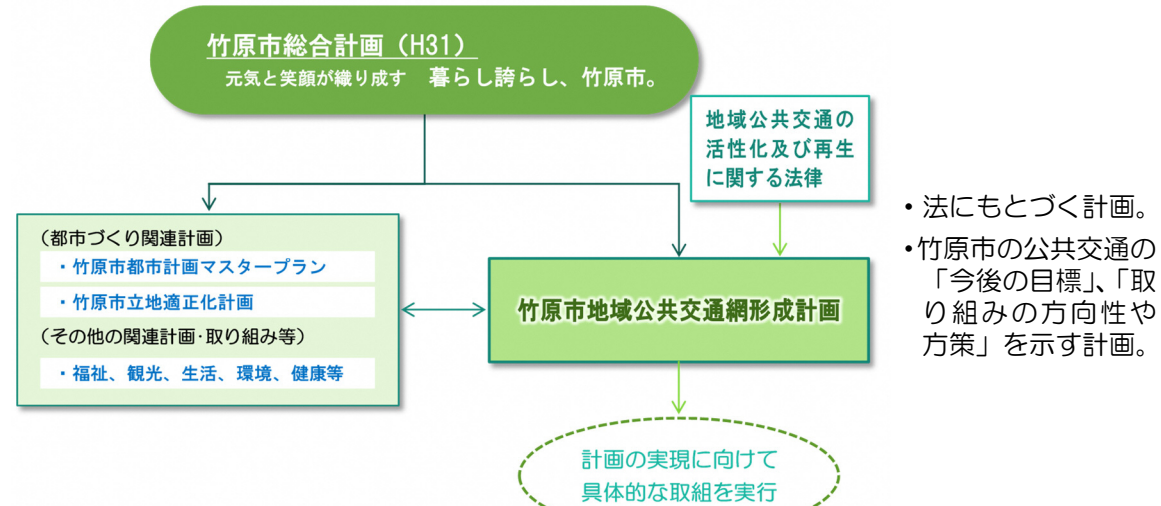 竹原市総合計画（H31）
元気と笑顔が織り成す　暮らし誇らし、竹原市。
地域公共交通の
活性化及び再生
に関する法律
（都市づくり関連計画）
・竹原市都市計画マスタープラン
・竹原市立地適正化計画
（その他の関連計画･取り組み等）
・福祉、観光、生活、環境、健康等
竹原市地域公共交通網形成計画
計画の実現に向けて
具体的な取組を実行
・法にもとづく計画。
・竹原市の公共交通の
「今後の目標」、「取
り組みの方向性や
方策」を示す計画。